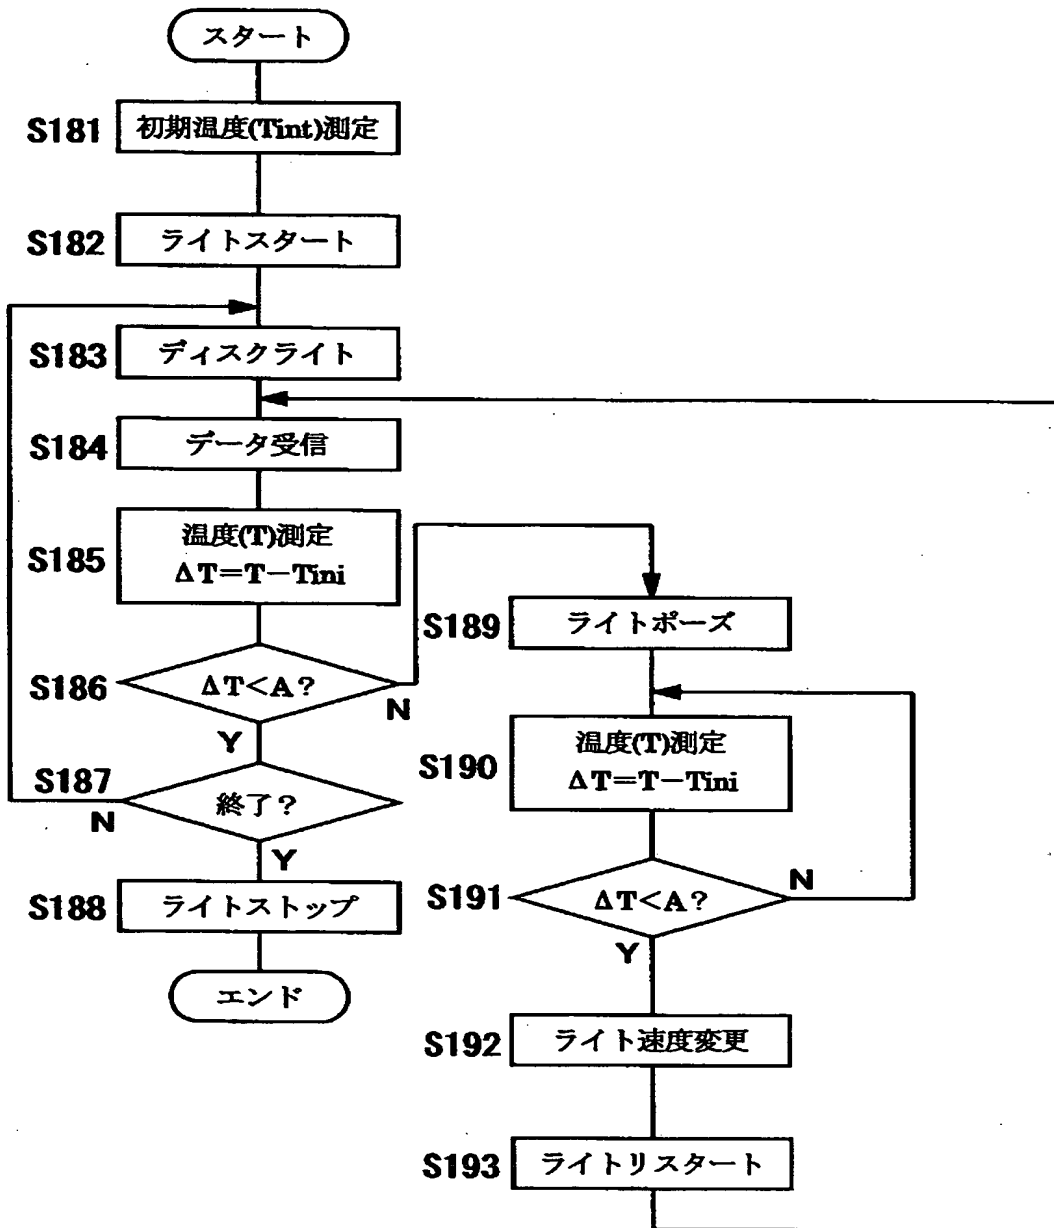 スタート
S181
初期温度(Tint)測定
S182
ライトスタート
S183
ディスクライト
S184
データ受信
S185
温度(T)測定
ΔT=T−Tini
S186
ΔT<A?
N
Y
S187
終了?
N
Y
S188
ライトストップ
エンド
S189
ライトポーズ
S190
温度(T)測定
ΔT=T−Tini
S191
ΔT<A?
N
Y
S192
ライト速度変更
S193
ライトリスタート